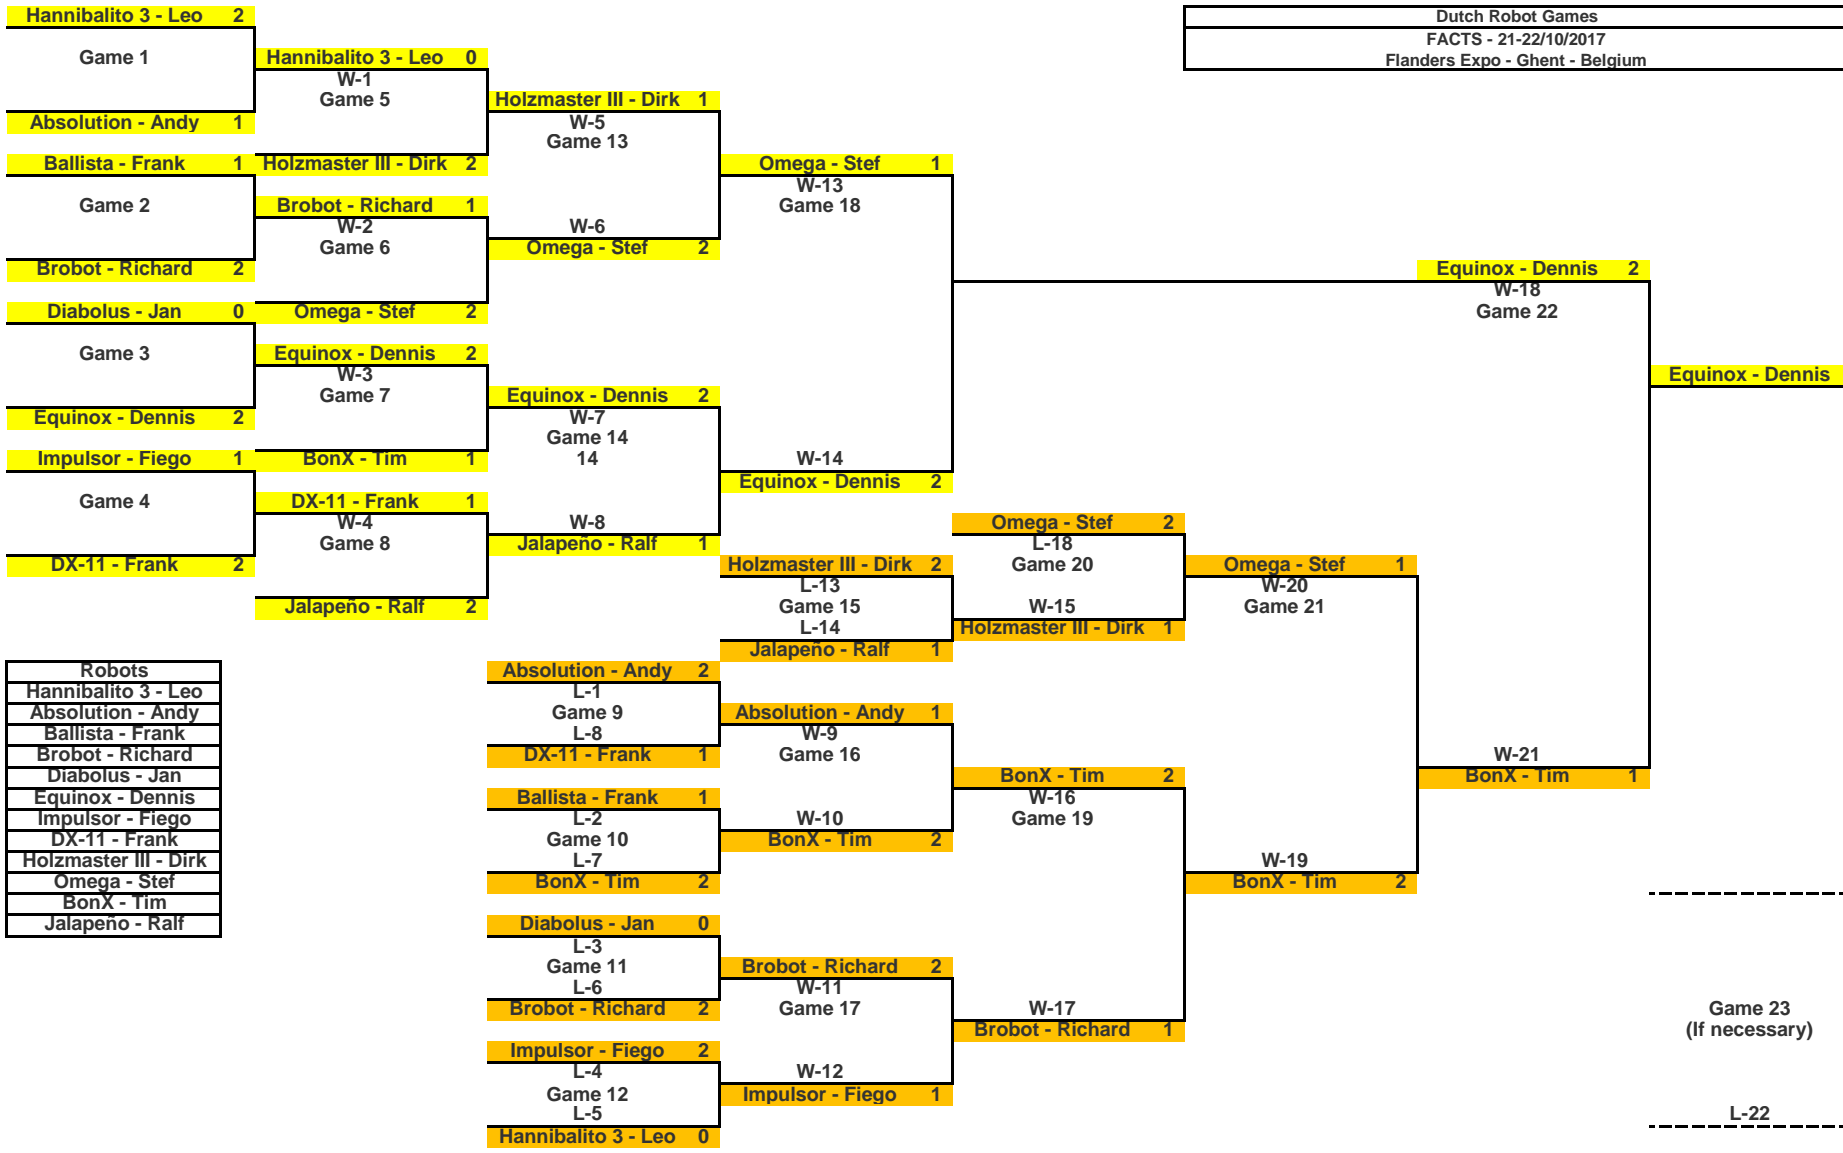 Hannibalito 3 - Leo 2
Game 1
Absolution - Andy 1
Ballista - Frank 1
Game 2
Brobot - Richard 2
Diabolus - Jan 0
Game 3
Equinox - Dennis 2
Impulsor - Fiego 1
Game 4
DX-11 - Frank 2
Hannibalito 3 - Leo 0
W-1
Game 5
Holzmaster III - Dirk 2
Brobot - Richard 1
W-2
Game 6
Omega - Stef 2
Equinox - Dennis 2
W-3
Game 7
BonX - Tim 1
DX-11 - Frank 1
W-4
Game 8
Jalapeño - Ralf 2
Holzmaster III - Dirk 1
W-5
Game 13
W-6
Omega - Stef 2
Equinox - Dennis 2
W-7
Game 14
14
W-8
Jalapeño - Ralf 1
Omega - Stef 1
W-13
Game 18
W-14
Equinox - Dennis 2
Dutch Robot Games
FACTS - 21-22/10/2017
Flanders Expo - Ghent - Belgium
Equinox - Dennis 2
W-18
Game 22
W-21
BonX - Tim 1
Equinox - Dennis
Robots
Hannibalito 3 - Leo
Absolution - Andy
Ballista - Frank
Brobot - Richard
Diabolus - Jan
Equinox - Dennis
Impulsor - Fiego
DX-11 - Frank
Holzmaster III - Dirk
Omega - Stef
BonX - Tim
Jalapeño - Ralf
Absolution - Andy 2
L-1
Game 9
L-8
DX-11 - Frank 1
Ballista - Frank 1
L-2
Game 10
L-7
BonX - Tim 2
Diabolus - Jan 0
L-3
Game 11
L-6
Brobot - Richard 2
Impulsor - Fiego 2
L-4
Game 12
L-5
Hannibalito 3 - Leo 0
Holzmaster III - Dirk 2
L-13
Game 15
L-14
Jalapeño - Ralf 1
Absolution - Andy 1
W-9
Game 16
W-10
BonX - Tim 2
Brobot - Richard 2
W-11
Game 17
W-12
Impulsor - Fiego 1
Omega - Stef 2
L-18
Game 20
W-15
Holzmaster III - Dirk 1
BonX - Tim 2
W-16
Game 19
W-17
Brobot - Richard 1
Omega - Stef 1
W-20
Game 21
W-19
BonX - Tim 2
Game 23
(If necessary)
L-22